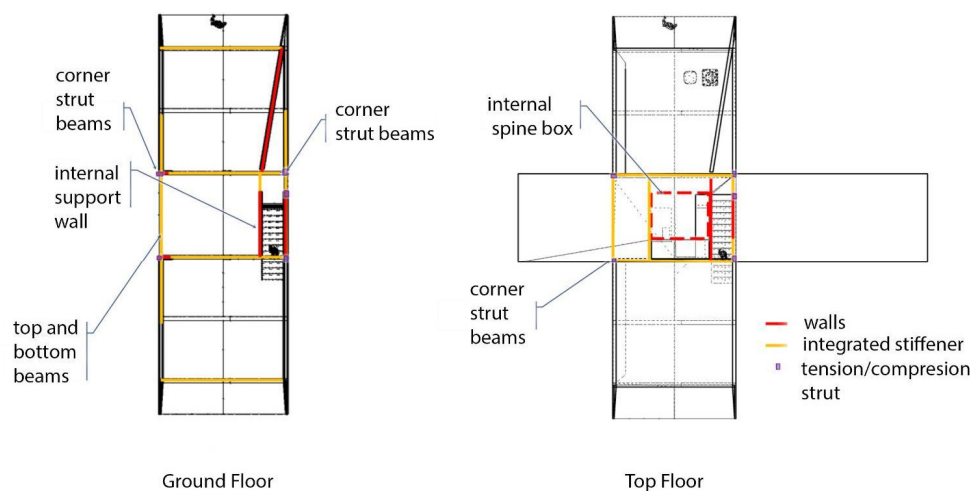 corner
strut
beams
corner
strut beams
internal
support
wall
top and
bottom
beams
Ground Floor
internal
spine box
corner
strut
beams
walls
integrated stiffener
tension/compresion
strut
Top Floor